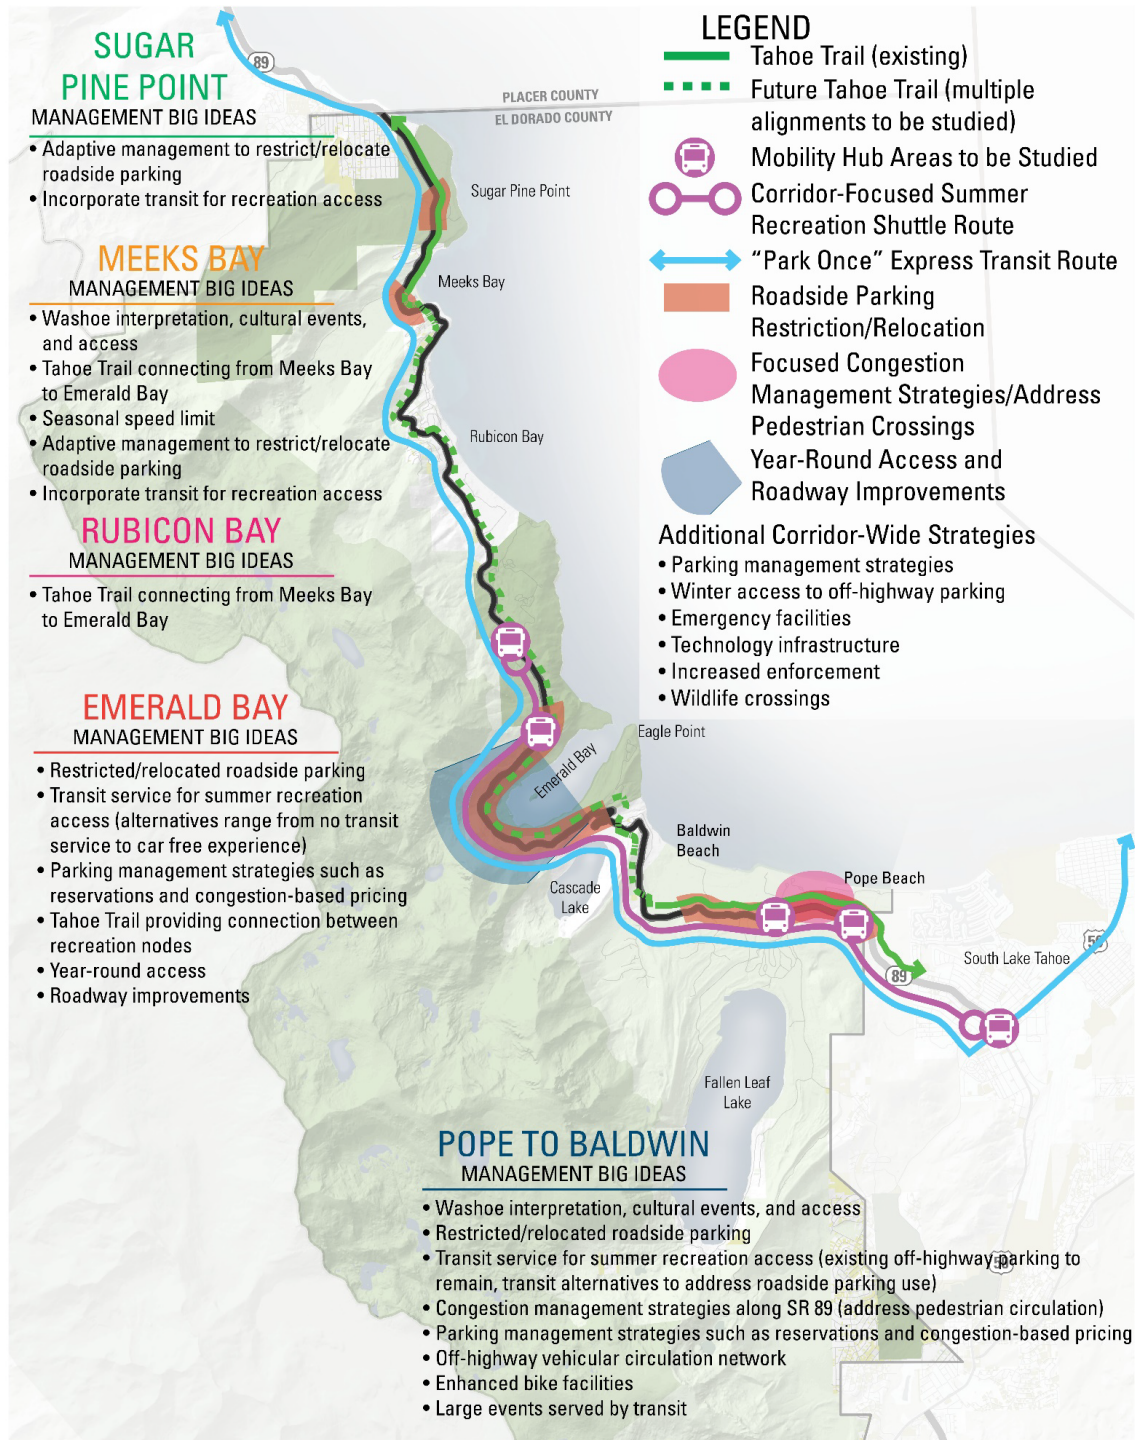 SUGAR
PINE POINT
MANAGEMENT BIG IDEAS
• Adaptive management to restrict/relocate
roadside parking
• Incorporate transit for recreation access
MEEKS BAY
MANAGEMENT BIG IDEAS
• Washoe interpretation, cultural events,
and access
• Tahoe Trail connecting from Meeks Bay
to Emerald Bay
• Seasonal speed limit
• Adaptive management to restrict/relocate
roadside parking
• Incorporate transit for recreation access
RUBICON BAY
MANAGEMENT BIG IDEAS
• Tahoe Trail connecting from Meeks Bay
to Emerald Bay
EMERALD BAY
MANAGEMENT BIG IDEAS
• Restricted/relocated roadside parking
• Transit service for summer recreation
access (alternatives range from no transit
service to car free experience)
• Parking management strategies such as
reservations and congestion-based pricing
• Tahoe Trail providing connection between
recreation nodes
• Year-round access
• Roadway improvements
LEGEND
Tahoe Trail (existing)
Future Tahoe Trail (multiple
alignments to be studied)
Mobility Hub Areas to be Studied
Corridor-Focused Summer
Recreation Shuttle Route
“Park Once” Express Transit Route
Roadside Parking
Restriction/Relocation
Focused Congestion
Management Strategies/Address
Pedestrian Crossings
Year-Round Access and
Roadway Improvements
Additional Corridor-Wide Strategies
• Parking management strategies
• Winter access to off-highway parking
• Emergency facilities
• Technology infrastructure
• Increased enforcement
• Wildlife crossings
89
PLACER COUNTY
EL DORADO COUNTY
Sugar Pine Point
Meeks Bay
Rubicon Bay
Eagle Point
Emerald Bay
Baldwin
Beach
Cascade
Lake
Pope Beach
South Lake Tahoe
50
89
Fallen Leaf
Lake
POPE TO BALDWIN
MANAGEMENT BIG IDEAS
• Washoe interpretation, cultural events, and access
• Restricted/relocated roadside parking
• Transit service for summer recreation access (existing off-highway parking to
remain, transit alternatives to address roadside parking use)
• Congestion management strategies along SR 89 (address pedestrian circulation)
• Parking management strategies such as reservations and congestion-based pricing
• Off-highway vehicular circulation network
• Enhanced bike facilities
• Large events served by transit
50